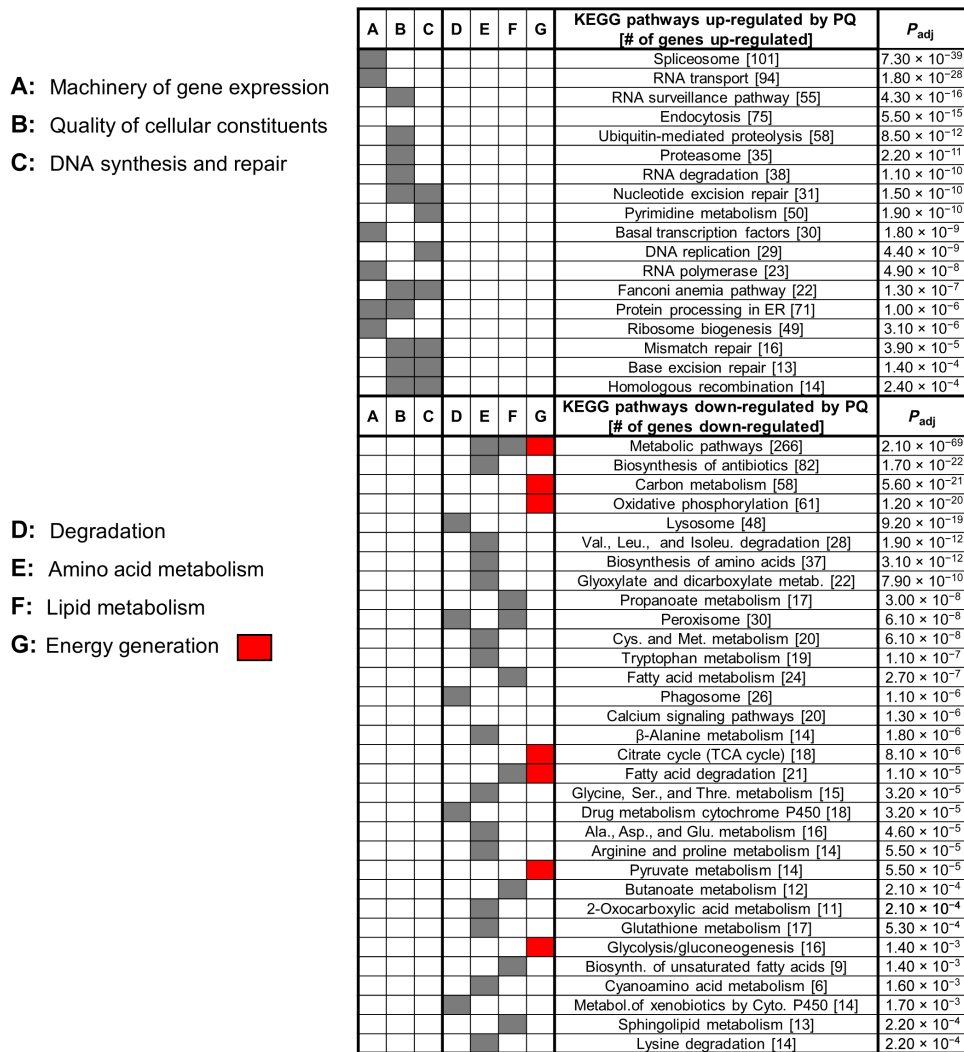 A: Machinery of gene expression
B: Quality of cellular constituents
C: DNA synthesis and repair
A B C D E F G KEGG pathways up-regulated by PQ [# of genes up-regulated] Padj
Spliceosome [101] 7.30 × 10−39
RNA transport [94] 1.80 × 10−28
RNA surveillance pathway [55] 4.30 × 10−16
Endocytosis [75] 5.50 × 10−15
Ubiquitin-mediated proteolysis [58] 8.50 × 10−12
Proteasome [35] 2.20 × 10−11
RNA degradation [38] 1.10 × 10−10
Nucleotide excision repair [31] 1.50 × 10−10
Pyrimidine metabolism [50] 1.90 × 10−10
Basal transcription factors [30] 1.80 × 10−9
DNA replication [29] 4.40 × 10−9
RNA polymerase [23] 4.90 × 10−8
Fanconi anemia pathway [22] 1.30 × 10−7
Protein processing in ER [71] 1.00 × 10−6
Ribosome biogenesis [49] 3.10 × 10−6
Mismatch repair [16] 3.90 × 10−5
Base excision repair [13] 1.40 × 10−4
Homologous recombination [14] 2.40 × 10−4
D: Degradation
E: Amino acid metabolism
F: Lipid metabolism
G: Energy generation
A B C D E F G KEGG pathways down-regulated by PQ [# of genes down-regulated] Padj
Metabolic pathways [266] 2.10 × 10−69
Biosynthesis of antibiotics [82] 1.70 × 10−22
Carbon metabolism [58] 5.60 × 10−21
Oxidative phosphorylation [61] 1.20 × 10−20
Lysosome [48] 9.20 × 10−19
Val., Leu., and Isoleu. degradation [28] 1.90 × 10−12
Biosynthesis of amino acids [37] 3.10 × 10−12
Glyoxylate and dicarboxylate metab. [22] 7.90 × 10−10
Propanoate metabolism [17] 3.00 × 10−8
Peroxisome [30] 6.10 × 10−8
Cys. and Met. metabolism [20] 6.10 × 10−8
Tryptophan metabolism [19] 1.10 × 10−7
Fatty acid metabolism [24] 2.70 × 10−7
Phagosome [26] 1.10 × 10−6
Calcium signaling pathways [20] 1.30 × 10−6
β-Alanine metabolism [14] 1.80 × 10−6
Citrate cycle (TCA cycle) [18] 8.10 × 10−6
Fatty acid degradation [21] 1.10 × 10−5
Glycine, Ser., and Thre. metabolism [15] 3.20 × 10−5
Drug metabolism cytochrome P450 [18] 3.20 × 10−5
Ala., Asp., and Glu. metabolism [16] 4.60 × 10−5
Arginine and proline metabolism [14] 5.50 × 10−5
Pyruvate metabolism [14] 5.50 × 10−5
Butanoate metabolism [12] 2.10 × 10−4
2-Oxocarboxylic acid metabolism [11] 2.10 × 10−4
Glutathione metabolism [17] 5.30 × 10−4
Glycolysis/gluconeogenesis [16] 1.40 × 10−3
Biosynth. of unsaturated fatty acids [9] 1.40 × 10−3
Cyanoamino acid metabolism [6] 1.60 × 10−3
Metabol.of xenobiotics by Cyto. P450 [14] 1.70 × 10−3
Sphingolipid metabolism [13] 2.20 × 10−4
Lysine degradation [14] 2.20 × 10−4